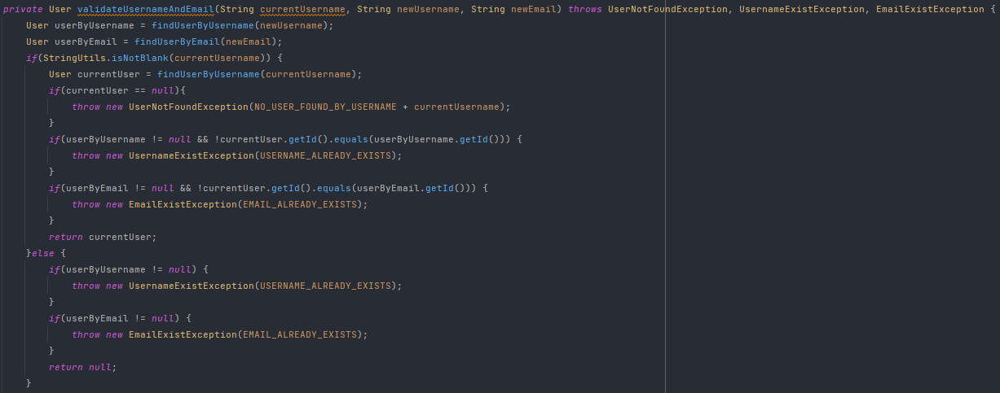 private User validateUsernameAndEmail(String currentUsername, String newUsername, String newEmail) throws UserNotFoundException, UsernameExistException, EmailExistException {
    User userByUsername = findUserByUsername(newUsername);
    User userByEmail = findUserByEmail(newEmail);
    if(StringUtils.isNotBlank(currentUsername)) {
        User currentUser = findUserByUsername(currentUsername);
        if(currentUser == null){
            throw new UserNotFoundException(NO_USER_FOUND_BY_USERNAME + currentUsername);
        }
        if(userByUsername != null && !currentUser.getId().equals(userByUsername.getId())) {
            throw new UsernameExistException(USERNAME_ALREADY_EXISTS);
        }
        if(userByEmail != null && !currentUser.getId().equals(userByEmail.getId())) {
            throw new EmailExistException(EMAIL_ALREADY_EXISTS);
        }
        return currentUser;
    }else {
        if(userByUsername != null) {
            throw new UsernameExistException(USERNAME_ALREADY_EXISTS);
        }
        if(userByEmail != null) {
            throw new EmailExistException(EMAIL_ALREADY_EXISTS);
        }
        return null;
    }